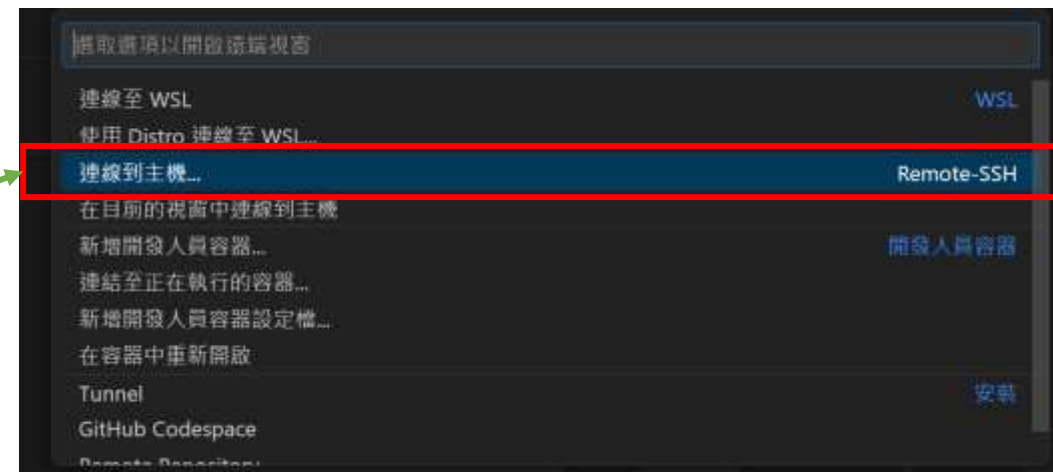 選取選項以開啟遠端視窗
連線至 WSL WSL
使用 Distro 連線至 WSL...
連線到主機... Remote-SSH
在目前的視窗中連線到主機
新增開發人員容器... 開發人員容器
連結至正在執行的容器...
新增開發人員容器設定檔...
在容器中重新開啟
Tunnel 安裝
GitHub Codespace
Remote Repository